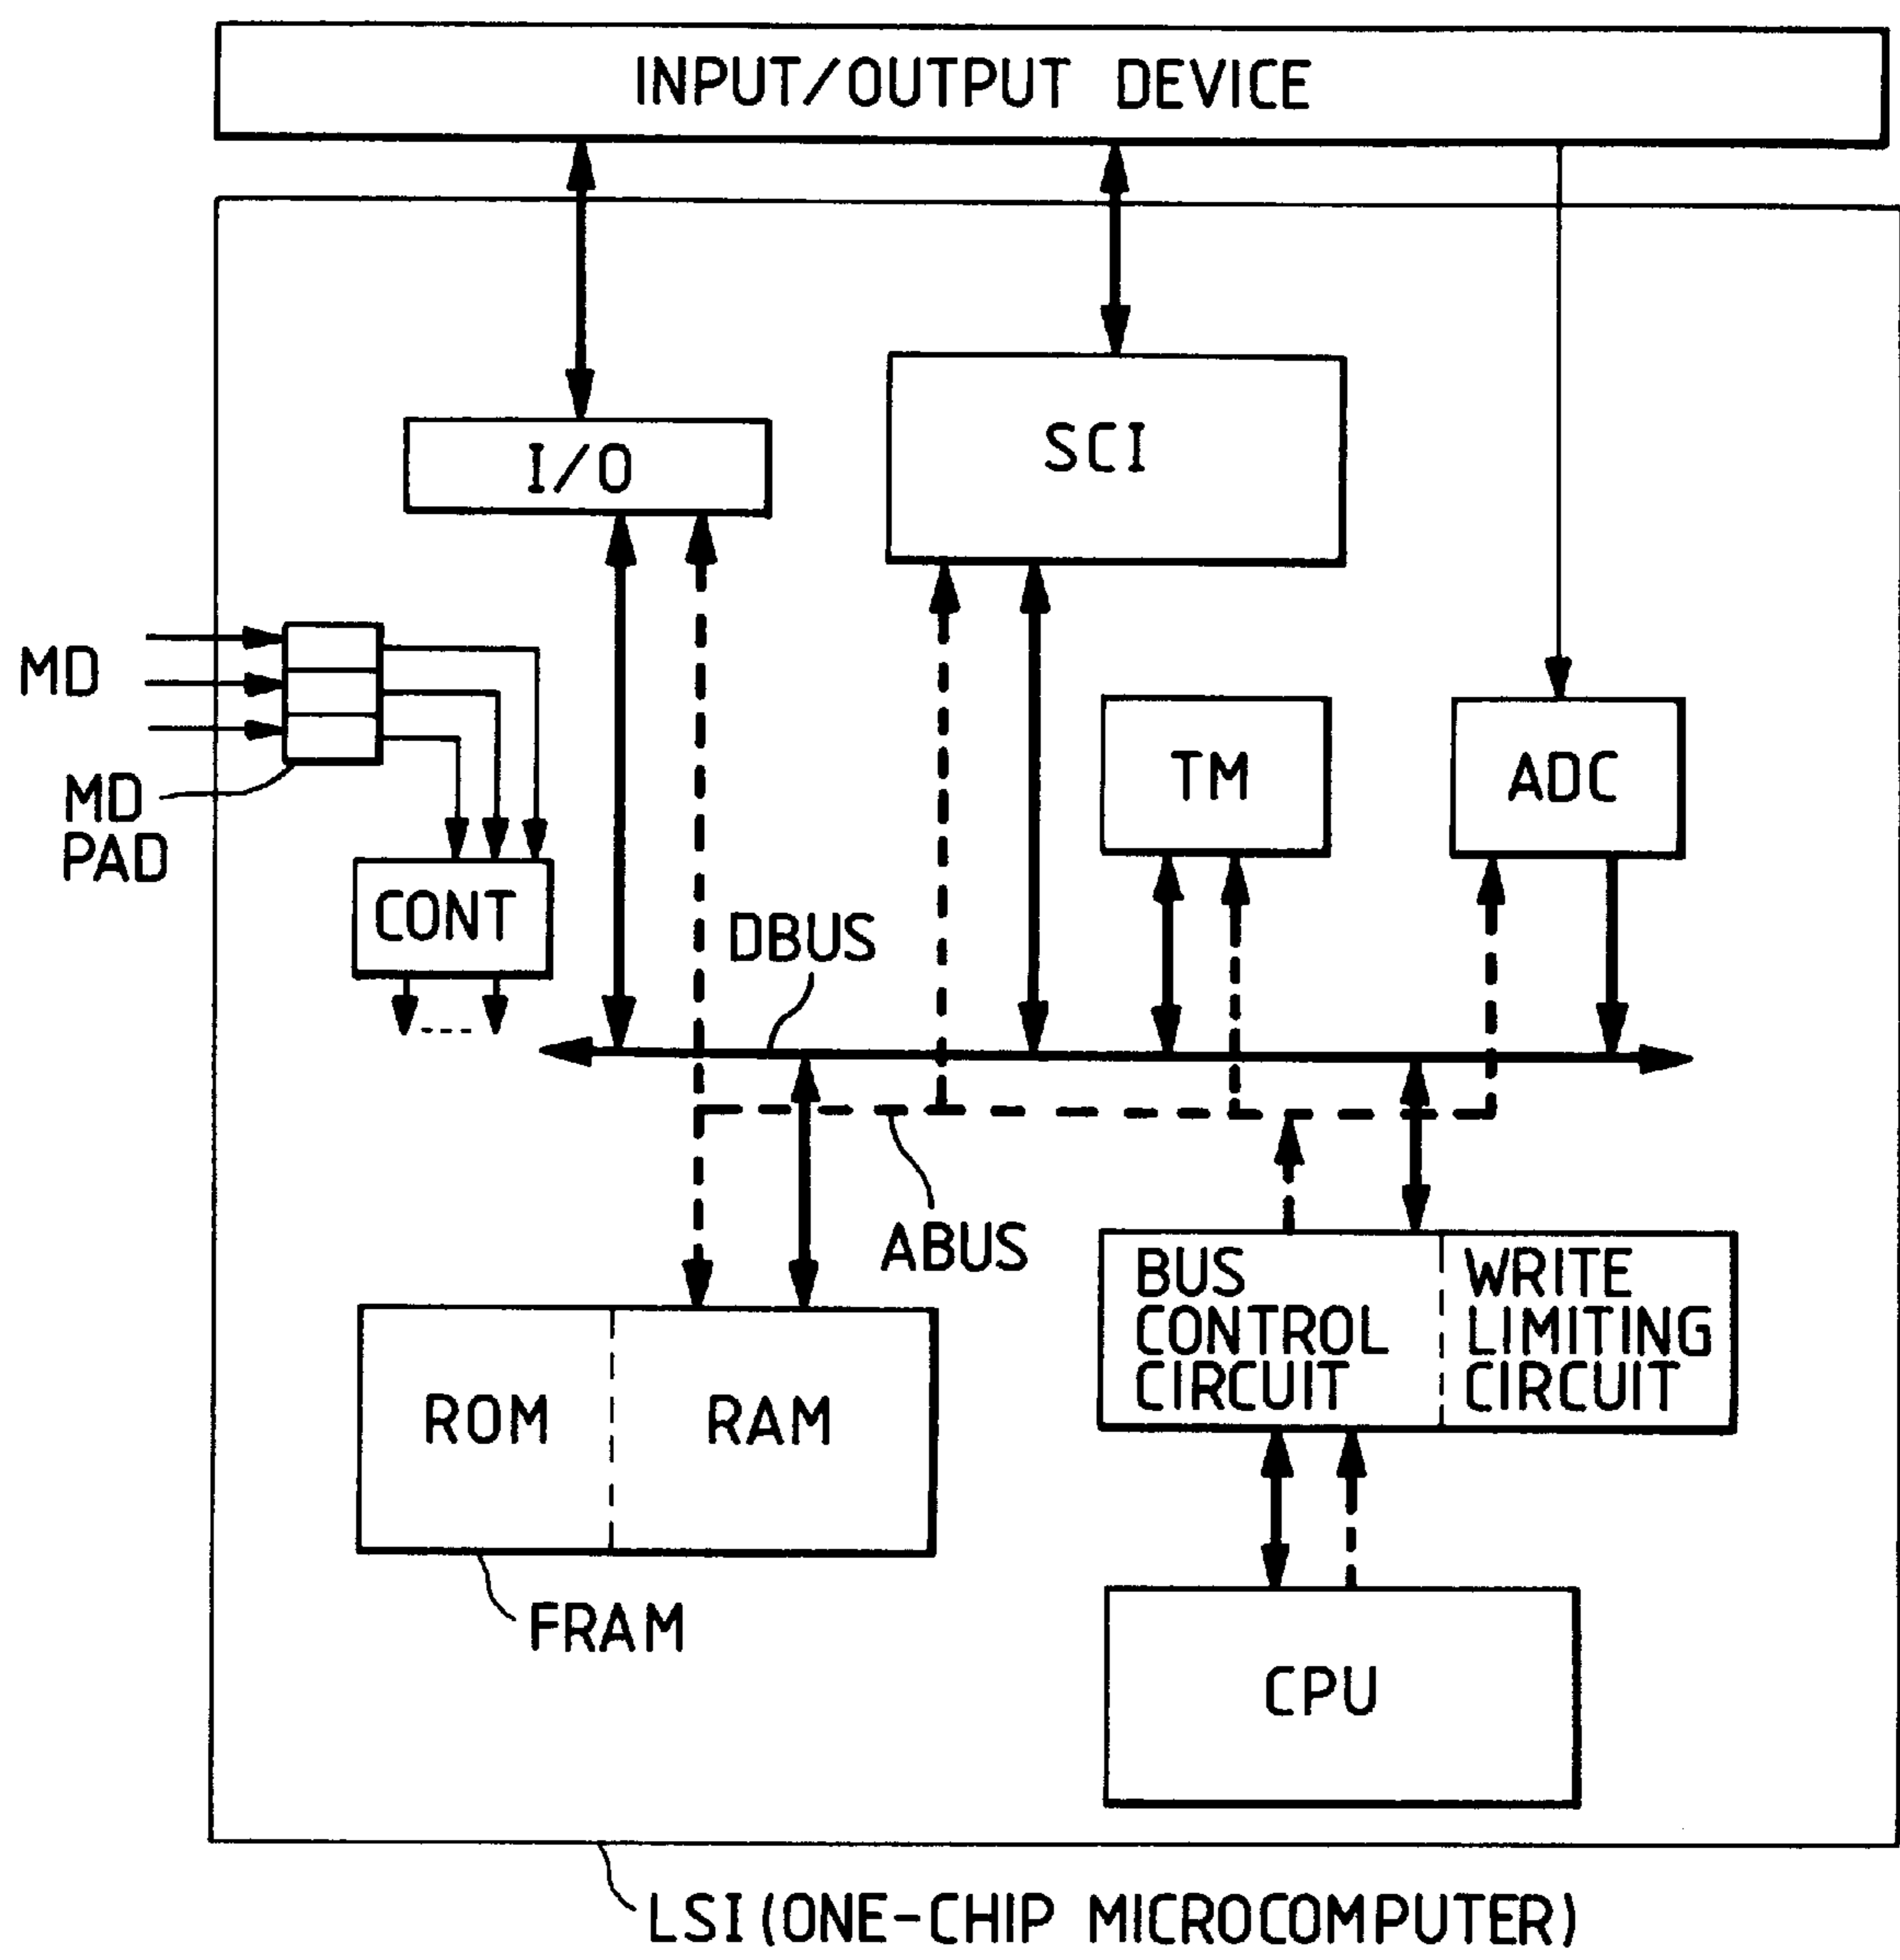 INPUT/OUTPUT DEVICE
I/O
SCI
MD
MD
PAD
TM
ADC
CONT
DBUS
ABUS
BUS
CONTROL
CIRCUIT
WRITE
LIMITING
CIRCUIT
ROM
RAM
FRAM
CPU
LSI(ONE-CHIP MICROCOMPUTER)